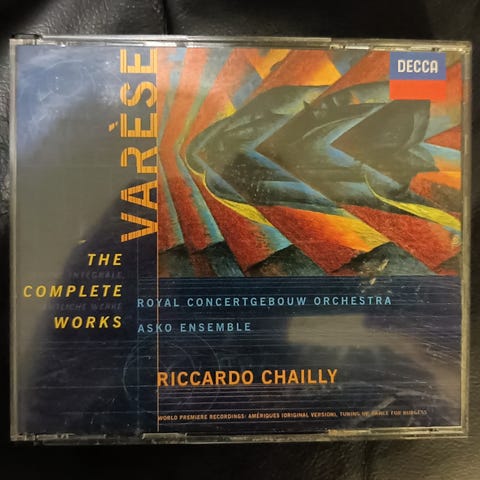 DECCA
VARÈSE
THE
INTEGRALE,
COMPLETE
SÄMTLICHE WERKE
WORKS
ROYAL CONCERTGEBOUW ORCHESTRA
ASKO ENSEMBLE
RICCARDO CHAILLY
WORLD PREMIERE RECORDINGS: AMÉRIQUES (ORIGINAL VERSION), TUNING UP, DANCE FOR BURGESS